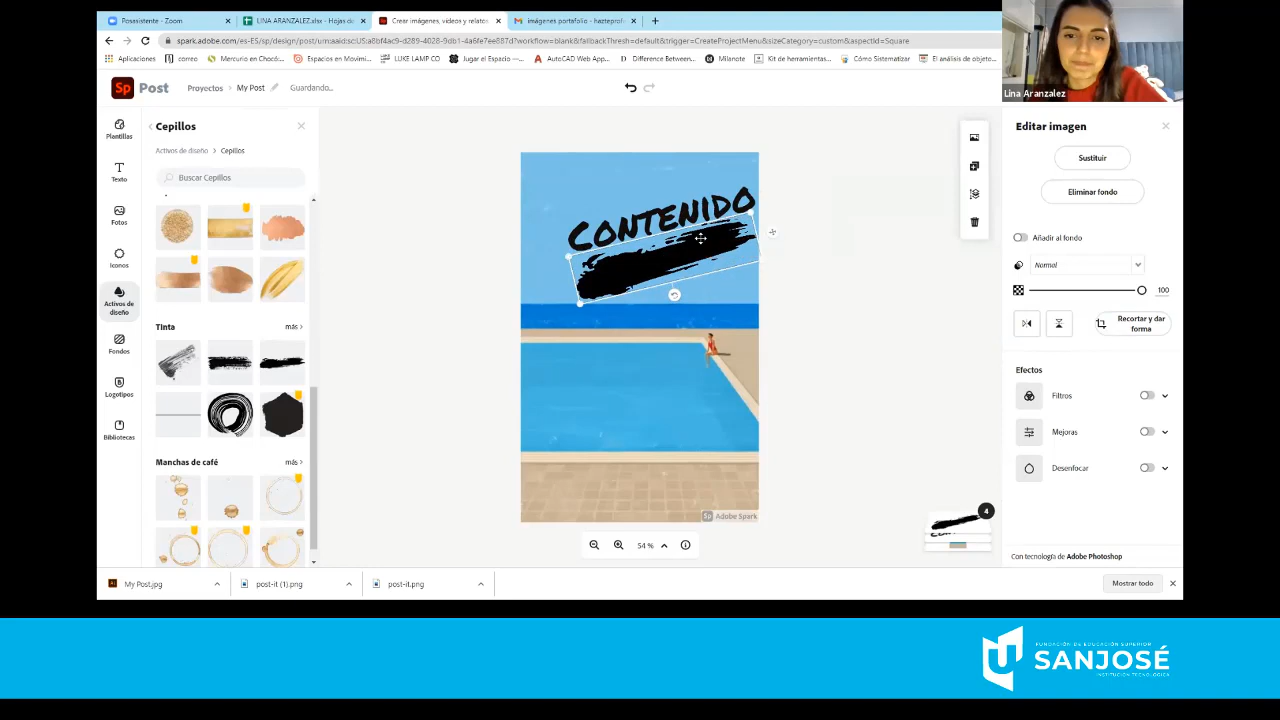 Posasistente - Zoom
LINA ARANZALEZ.xlsx - Hojas de
Crear imágenes, vídeos y relatos
imágenes portafolio - hazteprofe
spark.adobe.com/es-ES/sp/design/post/urn:aaid:sc:US:a8bf4ac9-d289-4028-9db1-4a6fe7ee887d?workflow=blank&fallbackThresh=default&trigger=CreateProjectMenu&sizeCategory=custom&aspectId=Square
Aplicaciones
correo
Mercurio en Chocó:...
Espacios en Movimi...
LUKE LAMP CO
Jugar el Espacio —...
AutoCAD Web App...
Difference Between...
Milanote
Kit de herramientas...
Cómo Sistematizar
El análisis de objeto...
Lina Aranzalez
Sp Post
Proyectos > My Post
Guardando...
Plantillas
Texto
Fotos
Iconos
Activos de diseño
Fondos
Logotipos
Bibliotecas
Cepillos
Activos de diseño > Cepillos
Buscar Cepillos
Tinta
más >
Manchas de café
más >
CONTENIDO
Sp Adobe Spark
54 %
4
Editar imagen
Sustituir
Eliminar fondo
Añadir al fondo
Normal
100
Recortar y dar
forma
Efectos
Filtros
Mejoras
Desenfocar
Con tecnología de Adobe Photoshop
My Post.jpg
post-it (1).png
post-it.png
Mostrar todo
FUNDACIÓN DE EDUCACIÓN SUPERIOR
SANJOSÉ
INSTITUCIÓN TECNOLÓGICA